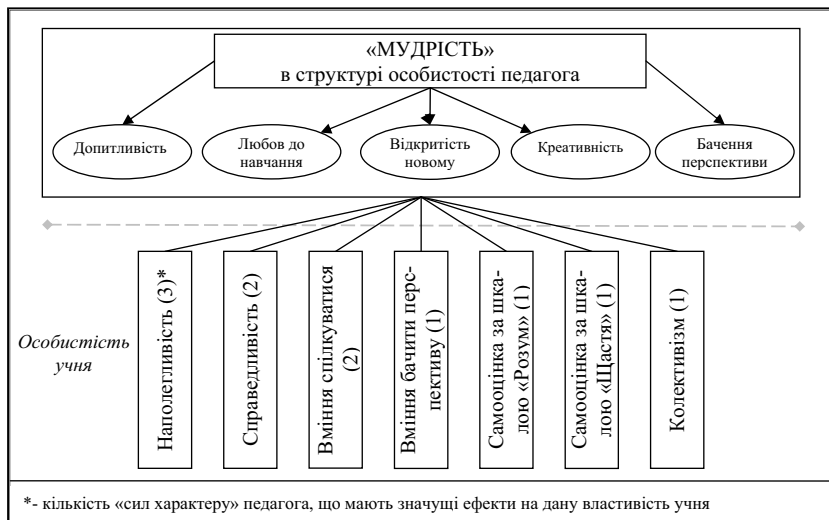 «МУДРІСТЬ»
в структурі особистості педагога
Допитливість
Любов до
навчання
Відкритість
новому
Креативність
Бачення
перспективи
Особистість
учня
Наполегливість (3)*
Справедливість (2)
Вміння спілкуватися
(2)
Вміння бачити перс-
пективу (1)
Самооцінка за шка-
лою «Розум» (1)
Самооцінка за шка-
лою «Щастя» (1)
Колективізм (1)
*- кількість «сил характеру» педагога, що мають значущі ефекти на дану властивість учня